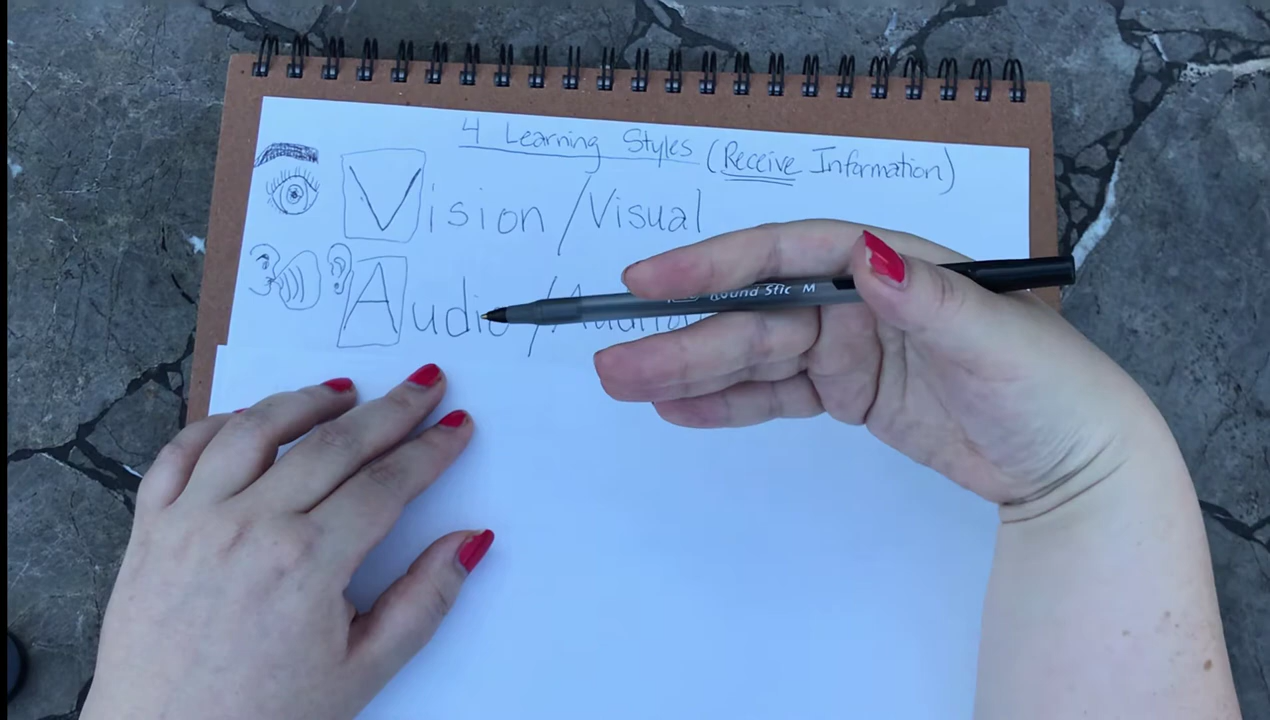 4 Learning Styles (Receive Information)
Vision / Visual
Audio /
Round Stic M